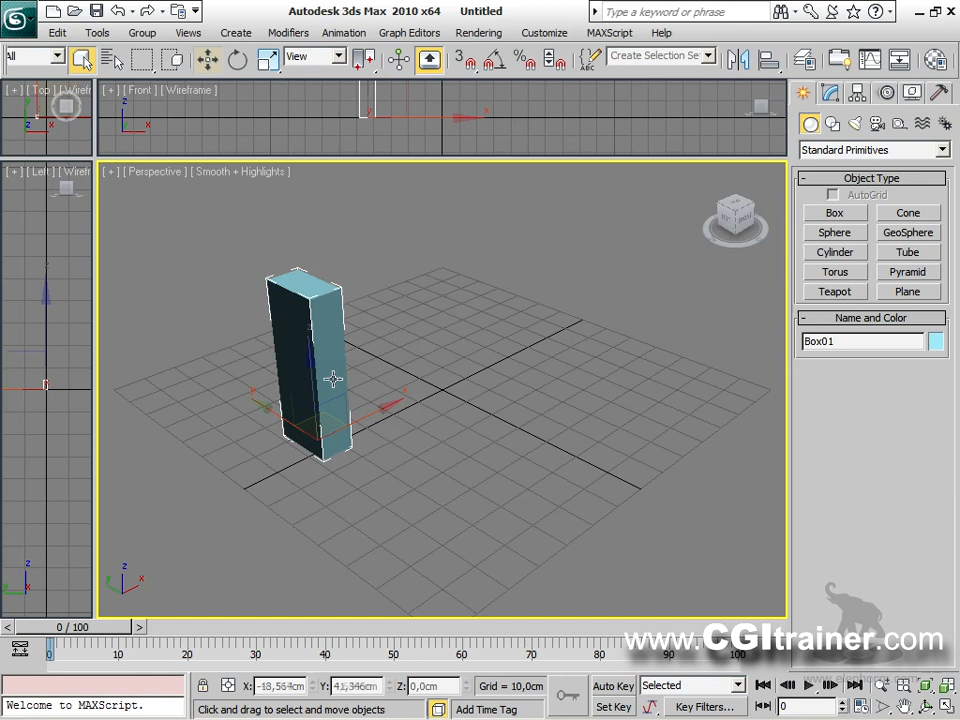 Autodesk 3ds Max 2010 x64 Untitled
Type a keyword or phrase
Edit Tools Group Views Create Modifiers Animation Graph Editors Rendering Customize MAXScript Help
All View 3 Create Selection Set
[ + ] [ Top ] [ Wirefr
[ + ] [ Front ] [ Wireframe ]
[ + ] [ Left ] [ Wirefr
[ + ] [ Perspective ] [ Smooth + Highlights ]
Standard Primitives
- Object Type
AutoGrid
Box Cone
Sphere GeoSphere
Cylinder Tube
Torus Pyramid
Teapot Plane
- Name and Color
Box01
< 0 / 100 >
0 10 20 30 40 50 60 70 80 90 100
www.CGItrainer.com
X: -18,564cm Y: 41,346cm Z: 0,0cm Grid = 10,0cm Auto Key Selected
Welcome to MAXScript. Click and drag to select and move objects Add Time Tag Set Key Key Filters... 0